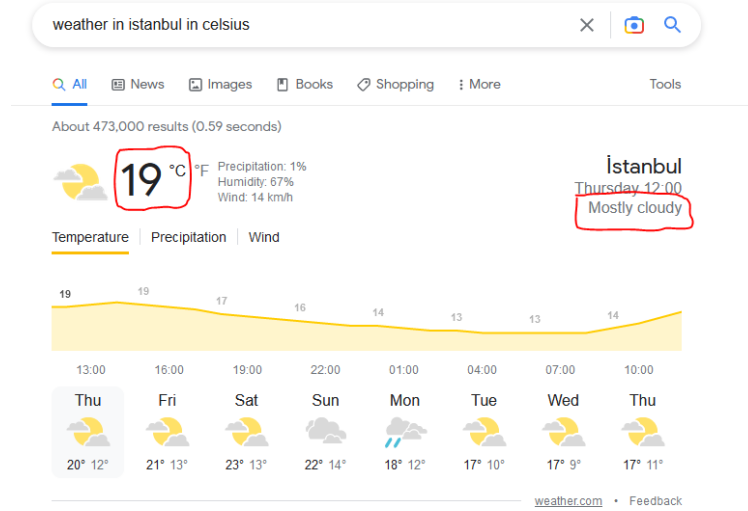 weather in istanbul in celsius
All News Images Books Shopping More Tools
About 473,000 results (0.59 seconds)
19 °C °F
Precipitation: 1%
Humidity: 67%
Wind: 14 km/h
İstanbul
Thursday 12:00
Mostly cloudy
Temperature Precipitation Wind
19 19 17 16 14 13 13 14
13:00 16:00 19:00 22:00 01:00 04:00 07:00 10:00
Thu Fri Sat Sun Mon Tue Wed Thu
20° 12° 21° 13° 23° 13° 22° 14° 18° 12° 17° 10° 17° 9° 17° 11°
weather.com • Feedback